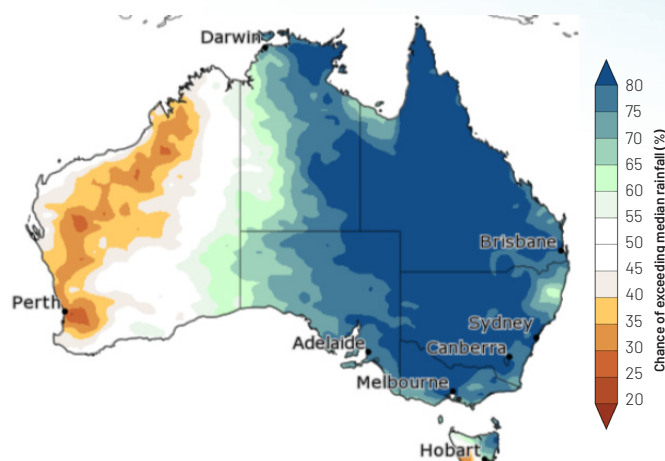 Darwin
Brisbane
Perth
Sydney
Adelaide
Canberra
Melbourne
Hobart
80
75
70
65
60
55
50
45
40
35
30
25
20
Chance of exceeding median rainfall (%)